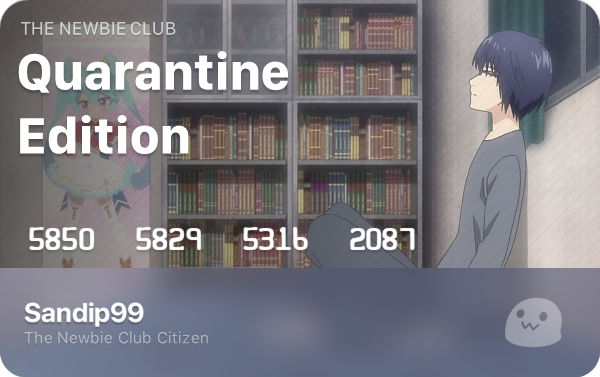 THE NEWBIE CLUB
Quarantine
Edition
5850 5829 5316 2087
Sandip99
The Newbie Club Citizen